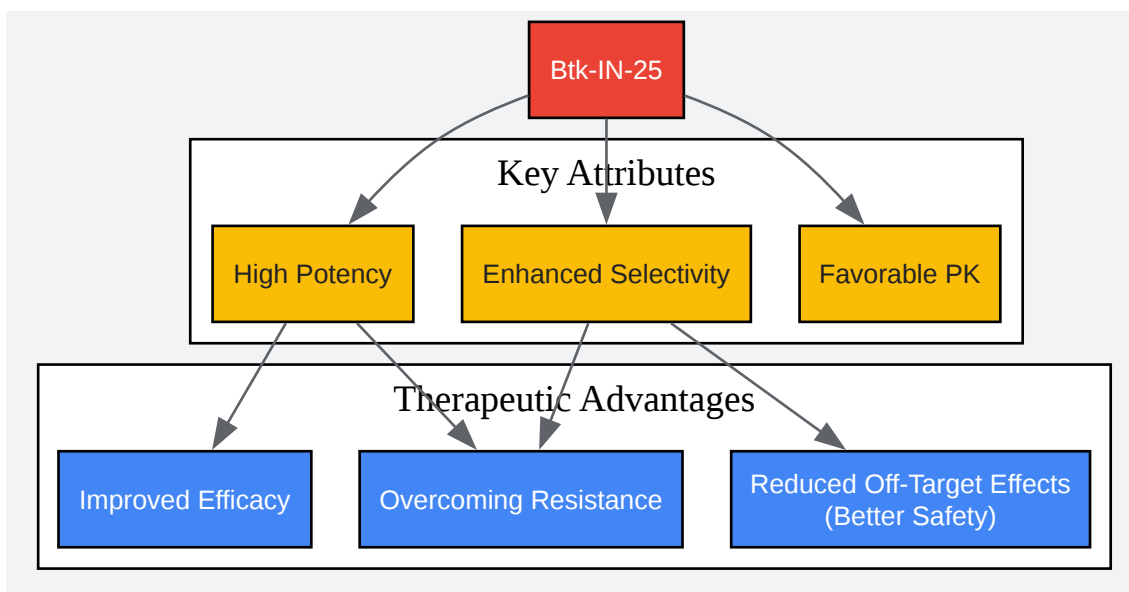 Btk-IN-25
Key Attributes
High Potency
Enhanced Selectivity
Favorable PK
Therapeutic Advantages
Improved Efficacy
Overcoming Resistance
Reduced Off-Target Effects
(Better Safety)